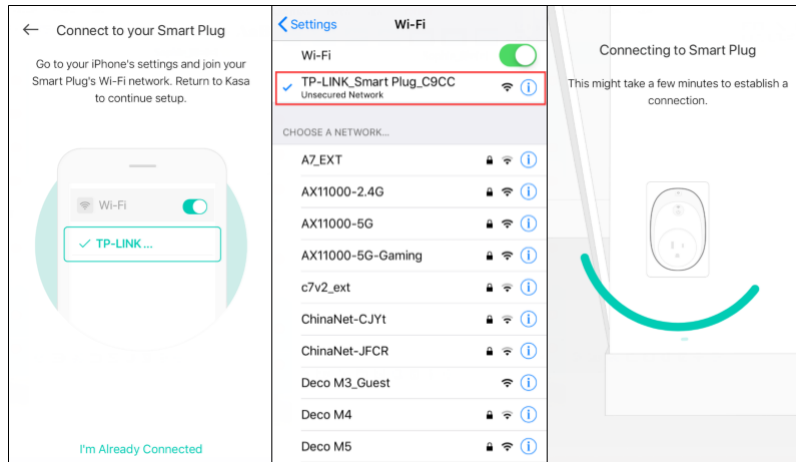 Connect to your Smart Plug
Go to your iPhone's settings and join your
Smart Plug's Wi-Fi network. Return to Kasa
to continue setup.
Wi-Fi
TP-LINK...
I'm Already Connected
Settings
Wi-Fi
Wi-Fi
TP-LINK_Smart Plug_C9CC
Unsecured Network
CHOOSE A NETWORK...
A7_EXT
AX11000-2.4G
AX11000-5G
AX11000-5G-Gaming
c7v2_ext
ChinaNet-CJYt
ChinaNet-JFCR
Deco M3_Guest
Deco M4
Deco M5
Connecting to Smart Plug
This might take a few minutes to establish a
connection.